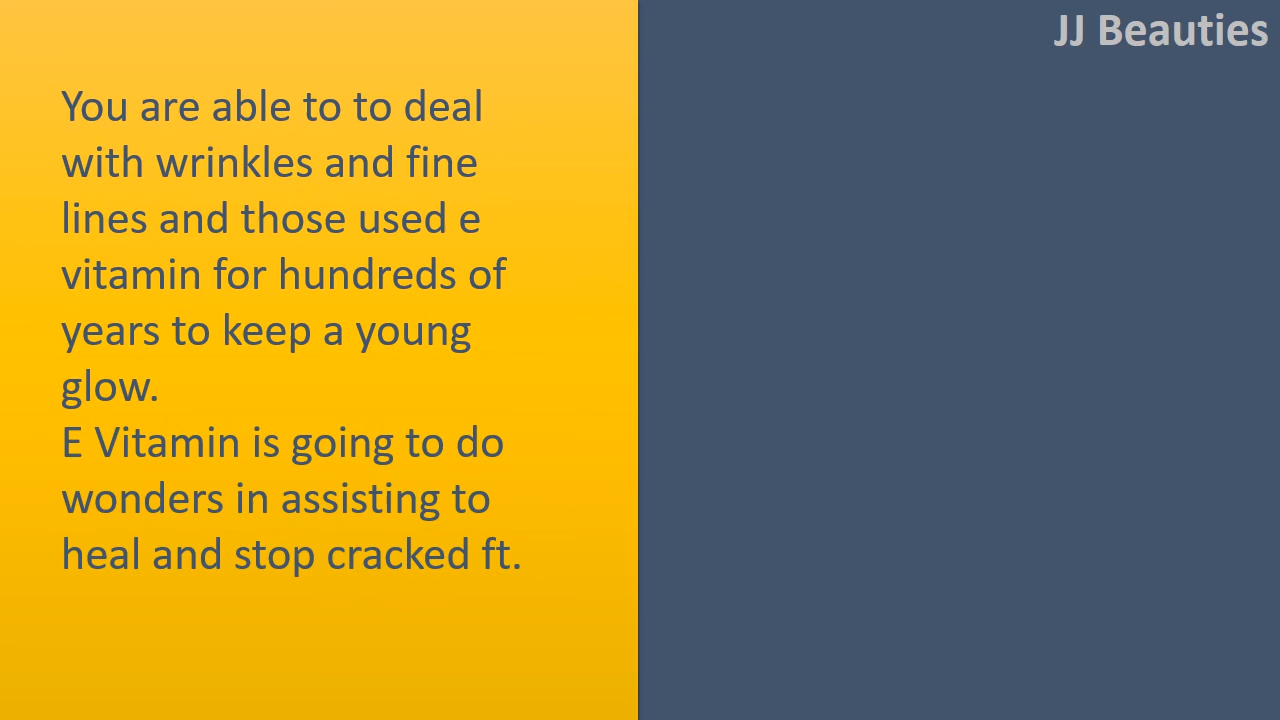 JJ Beauties
You are able to to deal
with wrinkles and fine
lines and those used e
vitamin for hundreds of
years to keep a young
glow.
E Vitamin is going to do
wonders in assisting to
heal and stop cracked ft.